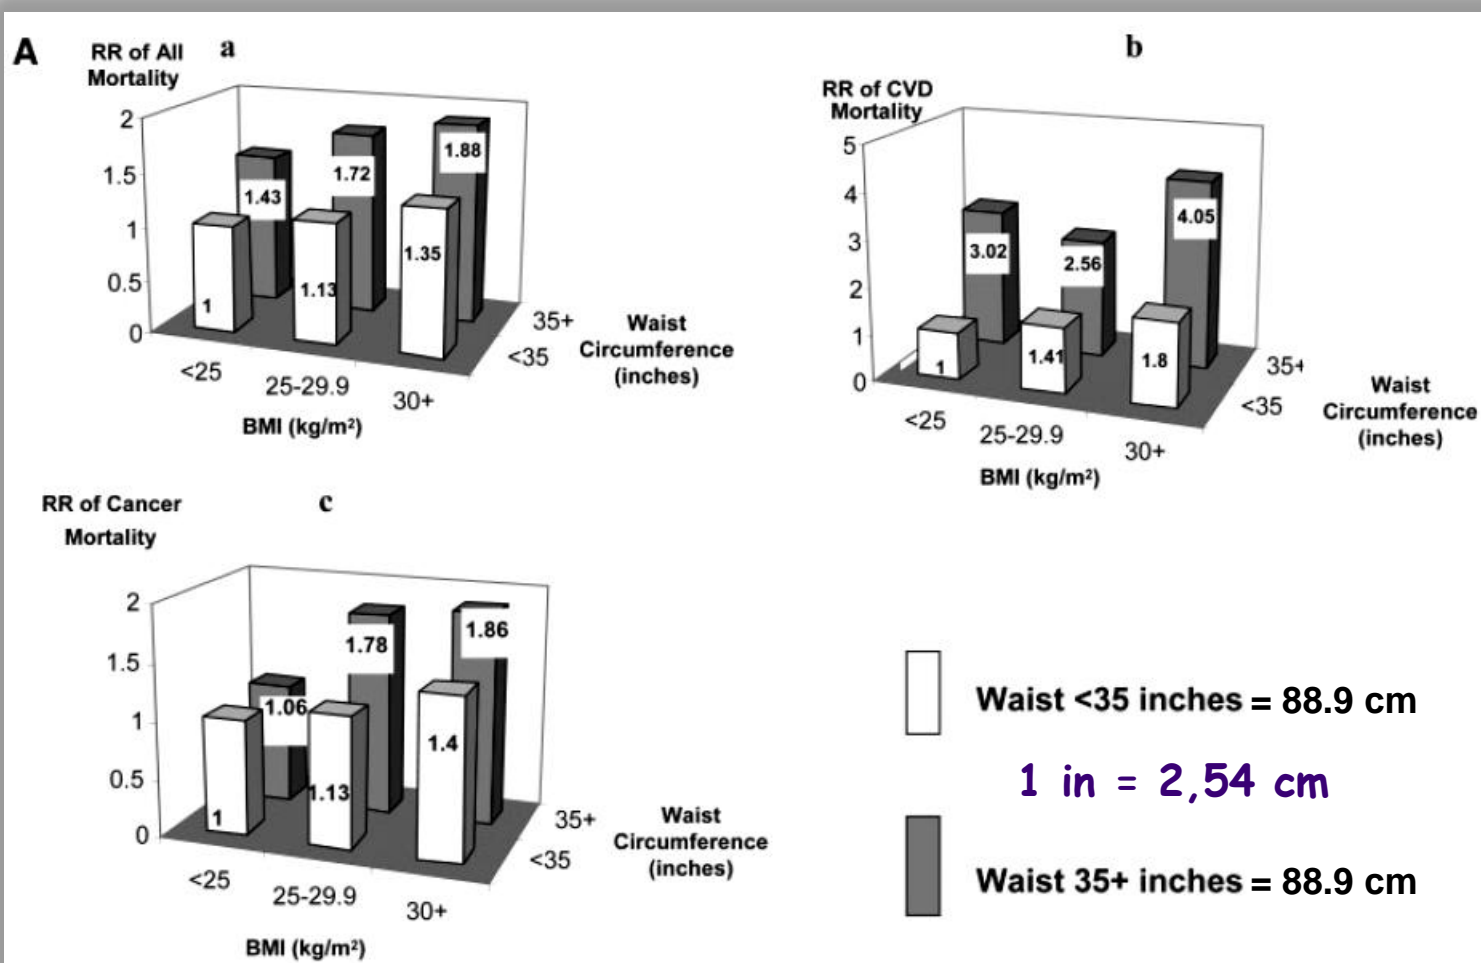 A
a
RR of All
Mortality
2
1.5
1
0.5
0
1
1.43
1.13
1.72
1.35
1.88
<25
25-29.9
30+
BMI (kg/m²)
35+
<35
Waist
Circumference
(inches)
b
RR of CVD
Mortality
5
4
3
2
1
0
1
3.02
1.41
2.56
1.8
4.05
<25
25-29.9
30+
BMI (kg/m²)
35+
<35
Waist
Circumference
(inches)
c
RR of Cancer
Mortality
2
1.5
1
0.5
0
1
1.06
1.13
1.78
1.4
1.86
<25
25-29.9
30+
BMI (kg/m²)
35+
<35
Waist
Circumference
(inches)
Waist <35 inches = 88.9 cm
1 in = 2,54 cm
Waist 35+ inches = 88.9 cm